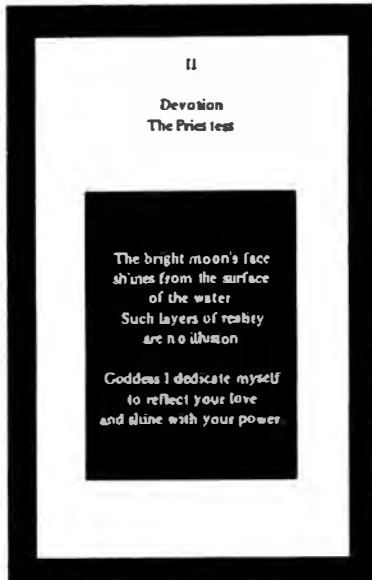 II
Devotion
The Priestess
The bright moon's face
shines from the surface
of the water
Such layers of reality
are no illusion
Goddess I dedicate myself
to reflect your love
and shine with your power